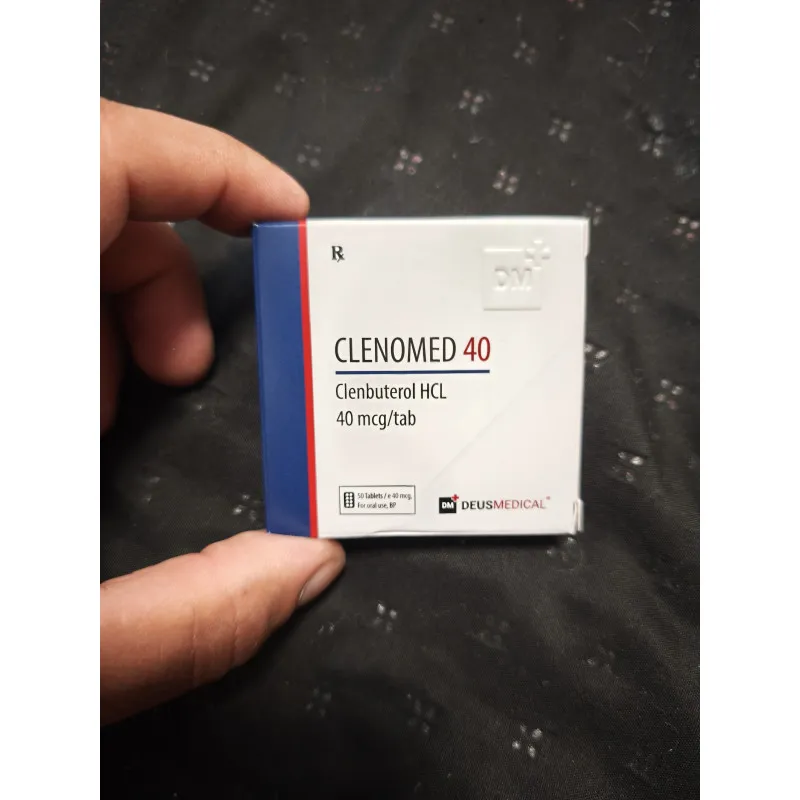 ℞
DM
CLENOMED 40
Clenbuterol HCL
40 mcg/tab
50 Tablets / e 40 mcg,
For oral use, BP
DM DEUSMEDICAL